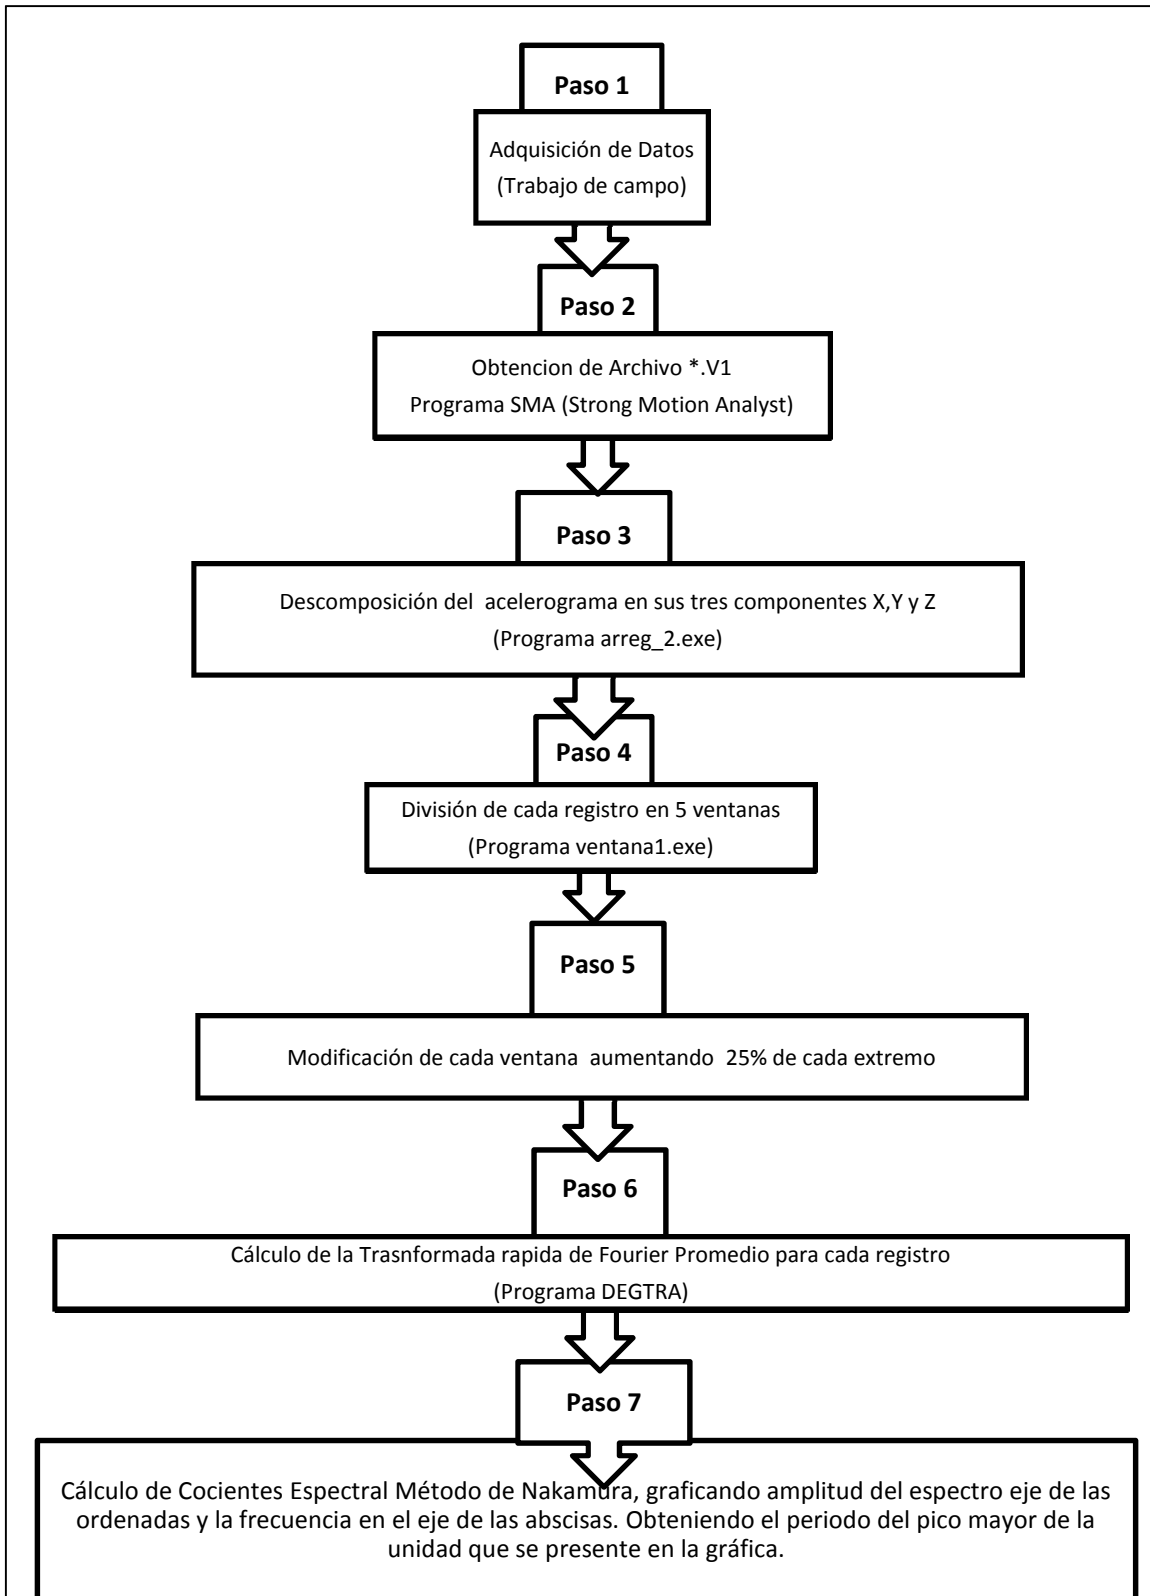 Paso 1
Adquisición de Datos
(Trabajo de campo)
Paso 2
Obtencion de Archivo *.V1
Programa SMA (Strong Motion Analyst)
Paso 3
Descomposición del acelerograma en sus tres componentes X,Y y Z
(Programa arreg_2.exe)
Paso 4
División de cada registro en 5 ventanas
(Programa ventana1.exe)
Paso 5
Modificación de cada ventana aumentando 25% de cada extremo
Paso 6
Cálculo de la Trasnformada rapida de Fourier Promedio para cada registro
(Programa DEGTRA)
Paso 7
Cálculo de Cocientes Espectral Método de Nakamura, graficando amplitud del espectro eje de las
ordenadas y la frecuencia en el eje de las abscisas. Obteniendo el periodo del pico mayor de la
unidad que se presente en la gráfica.